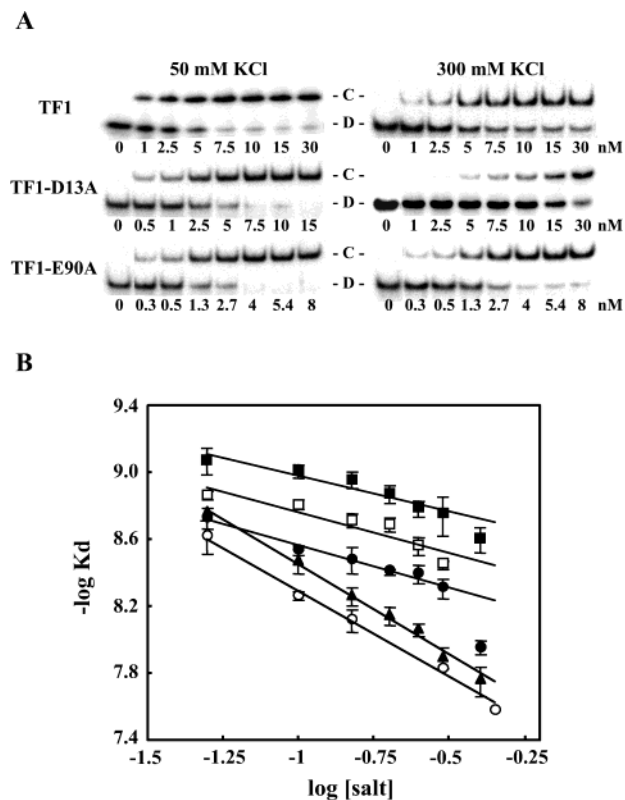 A
50 mM KCl 300 mM KCl
TF1 - C -
- D -
0 1 2.5 5 7.5 10 15 30 0 1 2.5 5 7.5 10 15 30 nM
TF1-D13A - C -
- D -
0 0.5 1 2.5 5 7.5 10 15 0 1 2.5 5 7.5 10 15 30 nM
TF1-E90A - C -
- D -
0 0.3 0.5 1.3 2.7 4 5.4 8 0 0.3 0.5 1.3 2.7 4 5.4 8 nM
B
9.4
9.0
8.6
8.2
7.8
7.4
-log Kd
-1.5 -1.25 -1 -0.75 -0.5 -0.25
log [salt]